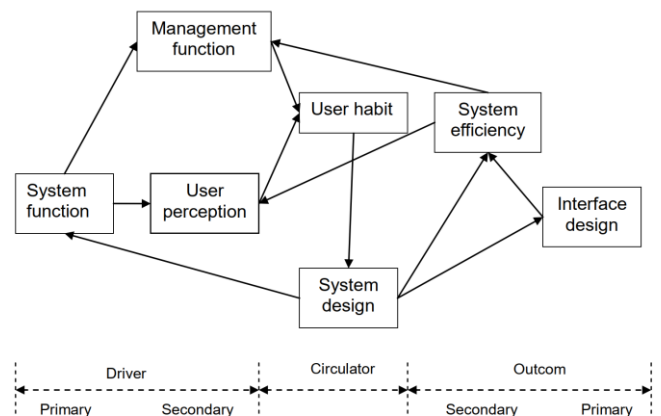 Management
function
User habit
System
efficiency
System
function
User
perception
Interface
design
System
design
Driver
Circulator
Outcom
Primary
Secondary
Secondary
Primary